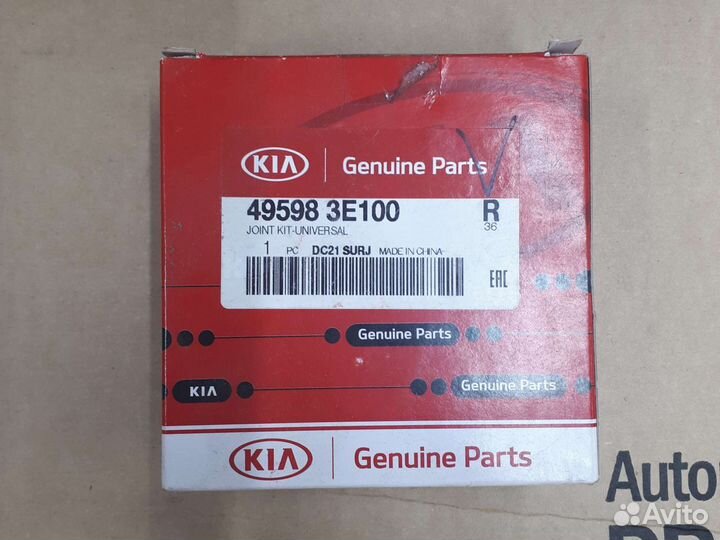 KIA Genuine Parts
49598 3E100 R
JOINT KIT-UNIVERSAL 36
1 PC DC21 SURJ MADE IN CHINA-
EAC
Genuine Parts
KIA Genuine Parts
KIA Genuine Parts
Auto
Avito